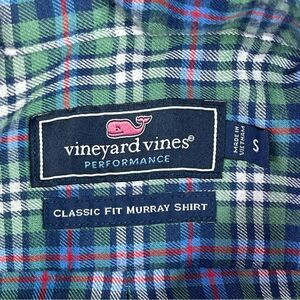 vineyard vines®
PERFORMANCE
MADE IN
VIETNAM
S
CLASSIC FIT MURRAY SHIRT